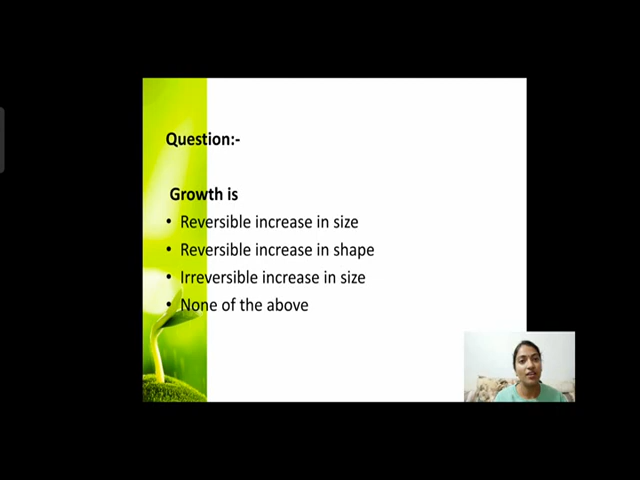 Question:-
Growth is
• Reversible increase in size
• Reversible increase in shape
• Irreversible increase in size
• None of the above